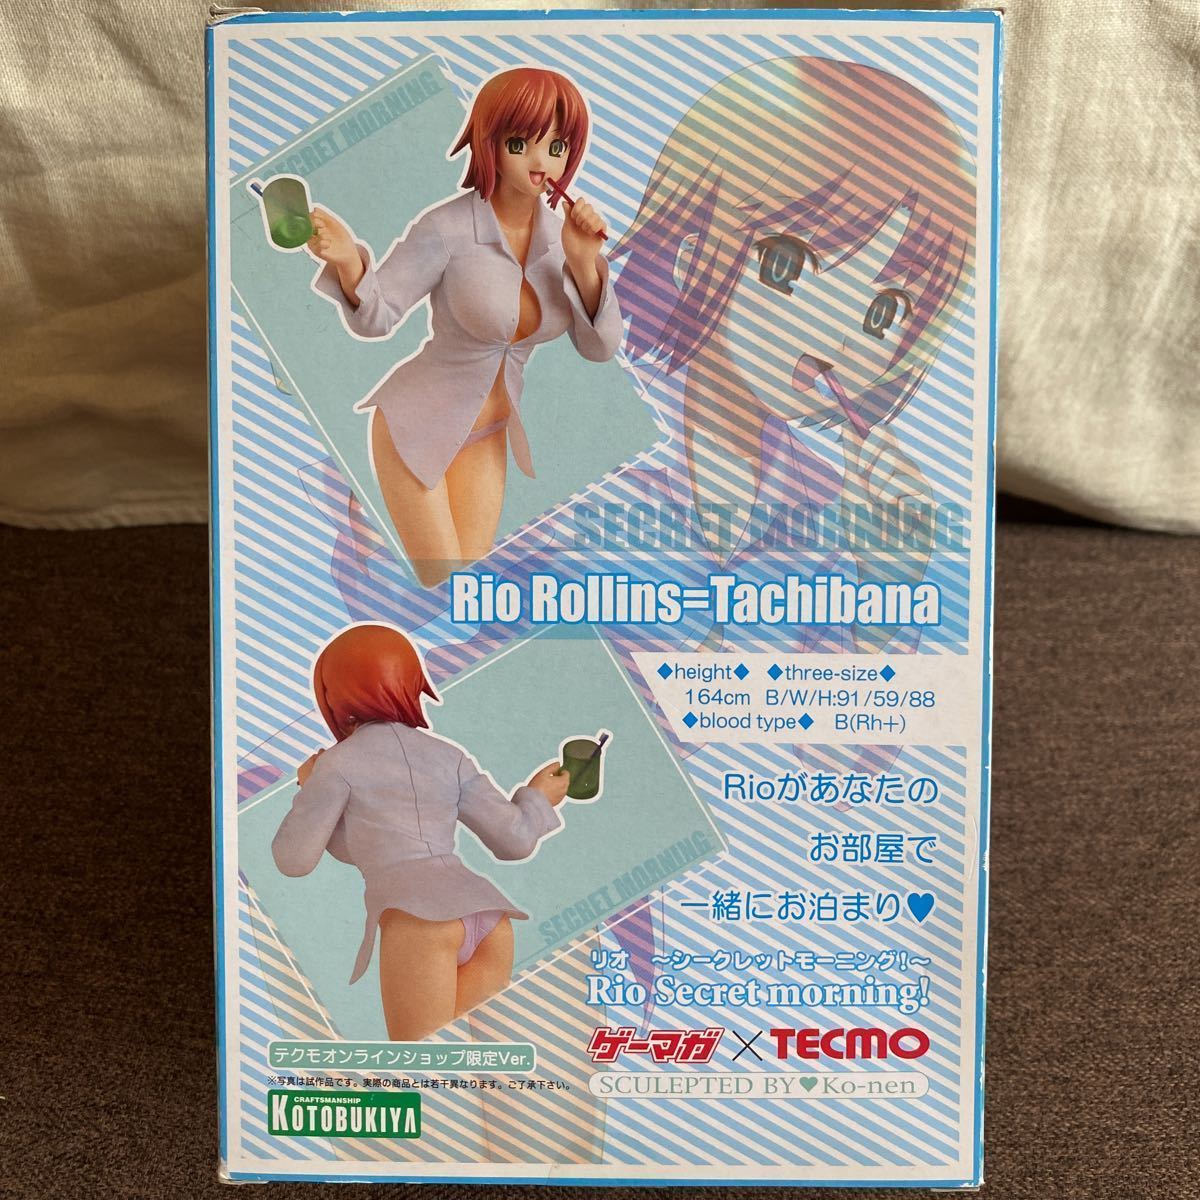 SECRET MORNING
SECRET MORNING
Rio Rollins=Tachibana
◆height◆ ◆three-size◆
164cm B/W/H:91/59/88
◆blood type◆ B(Rh+)
Rioがあなたの
お部屋で
一緒にお泊まり♥
SECRET MORNING
リオ ～シークレットモーニング!～
Rio Secret morning!
ゲーマガ×TECMO
SCULEPTED BY♥Ko-nen
テクモオンラインショップ限定Ver.
※写真は試作品です。実際の商品とは若干異なります。ご了承下さい。
CRAFTSMANSHIP
KOTOBUKIYA